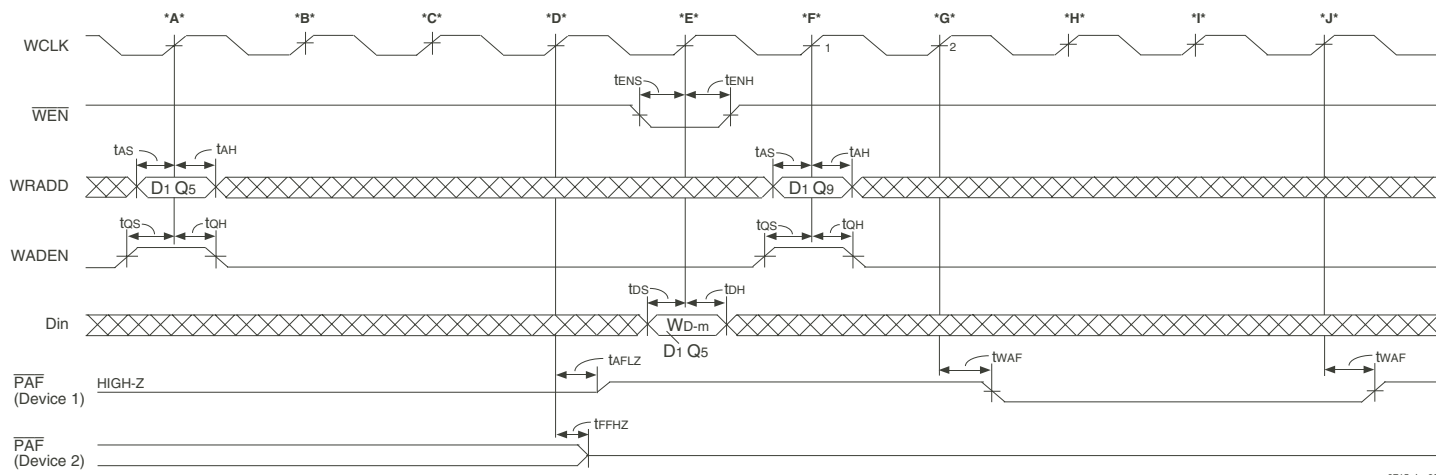 *A* *B* *C* *D* *E* *F* *G* *H* *I* *J*
WCLK 1 2
tENS tENH
WEN
tAS tAH tAS tAH
WRADD D1 Q5 D1 Q9
tQS tQH tQS tQH
WADEN
tDS tDH
Din WD-m
D1 Q5
tAFLZ tWAF tWAF
PAF HIGH-Z
(Device 1)
tFFHZ
PAF
(Device 2)